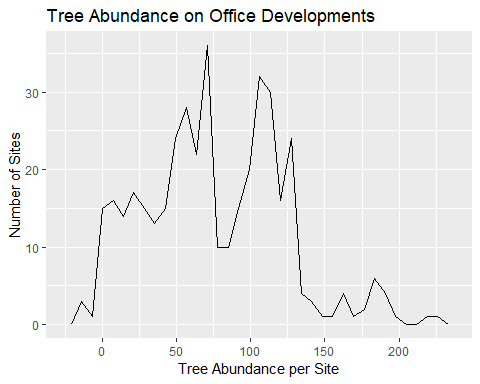 Tree Abundance on Office Developments
Number of Sites
30
20
10
0
0 50 100 150 200
Tree Abundance per Site